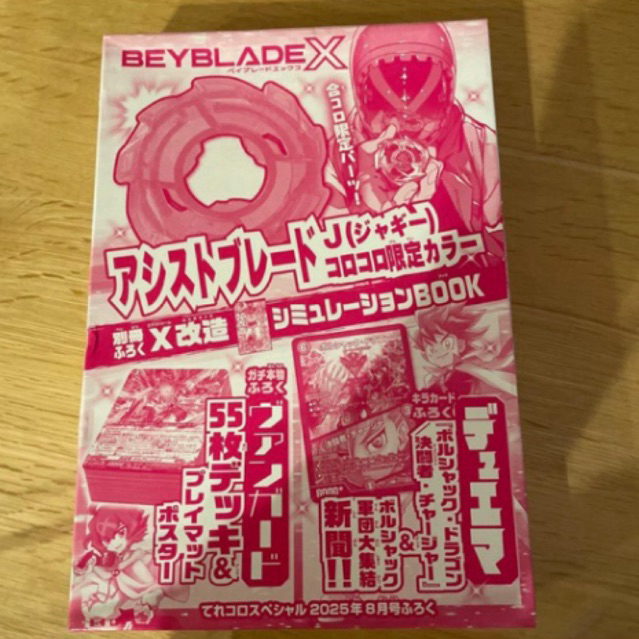 BEYBLADE X
ベイブレードエックス
今コロ限定パーツ!
アシストブレード J(ジャギー)
コロコロ限定カラー
別冊ふろく X改造シミュレーションBOOK
ガチ本物ふろく
ヴァンガード
55枚デッキ&
プレイマット
ポスター
キラカードふろく
デュエマ
『ボルシャック・ドラゴン
/決闘者・チャージャー』
&
ボルシャック
軍団大集結
新聞!!
てれコロスペシャル 2025年8月号ふろく